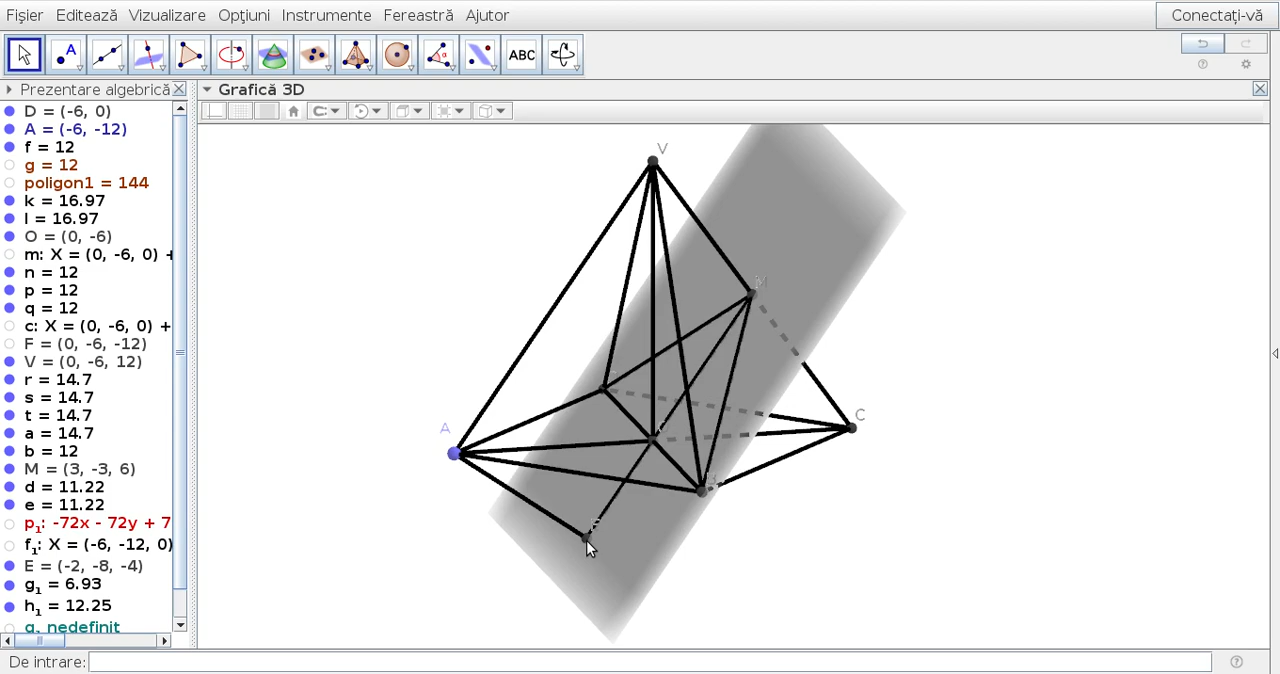 Fișier Editează Vizualizare Opțiuni Instrumente Fereastră Ajutor Conectați-vă
ABC
Prezentare algebrică
Grafică 3D
D = (-6, 0)
A = (-6, -12)
f = 12
g = 12
poligon1 = 144
k = 16.97
l = 16.97
O = (0, -6)
m: X = (0, -6, 0) +
n = 12
p = 12
q = 12
c: X = (0, -6, 0) +
F = (0, -6, -12)
V = (0, -6, 12)
r = 14.7
s = 14.7
t = 14.7
a = 14.7
b = 12
M = (3, -3, 6)
d = 11.22
e = 11.22
p₁: -72x - 72y + 7
f₁: X = (-6, -12, 0)
E = (-2, -8, -4)
g₁ = 6.93
h₁ = 12.25
V
M
A
C
De intrare: